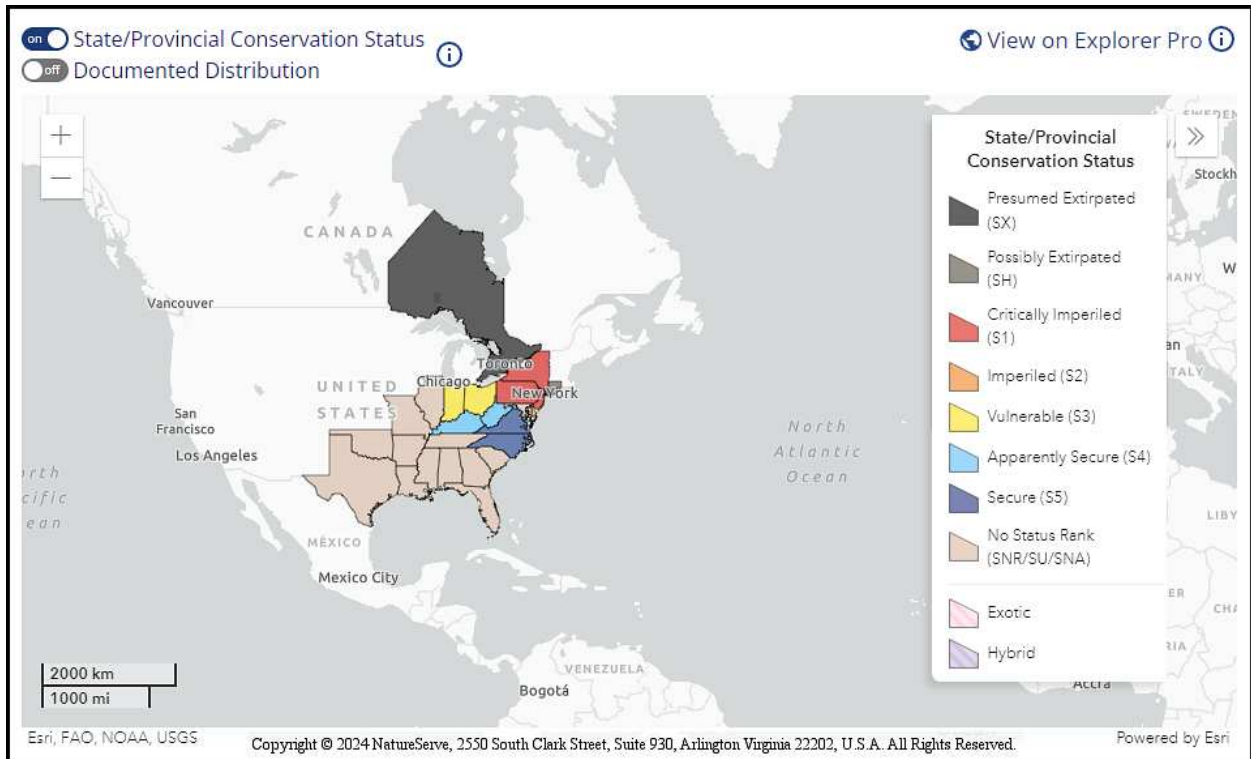 on State/Provincial Conservation Status
off Documented Distribution
View on Explorer Pro
State/Provincial
Conservation Status
Presumed Extirpated
(SX)
Possibly Extirpated
(SH)
Critically Imperiled
(S1)
Imperiled (S2)
Vulnerable (S3)
Apparently Secure (S4)
Secure (S5)
No Status Rank
(SNR/SU/SNA)
Exotic
Hybrid
CANADA
Vancouver
Toronto
Chicago
New York
UNITED
STATES
San
Francisco
Los Angeles
North
Atlantic
Ocean
MÉXICO
Mexico City
VENEZUELA
Bogotá
Accra
2000 km
1000 mi
Esri, FAO, NOAA, USGS
Copyright © 2024 NatureServe, 2550 South Clark Street, Suite 930, Arlington Virginia 22202, U.S.A. All Rights Reserved.
Powered by Esri